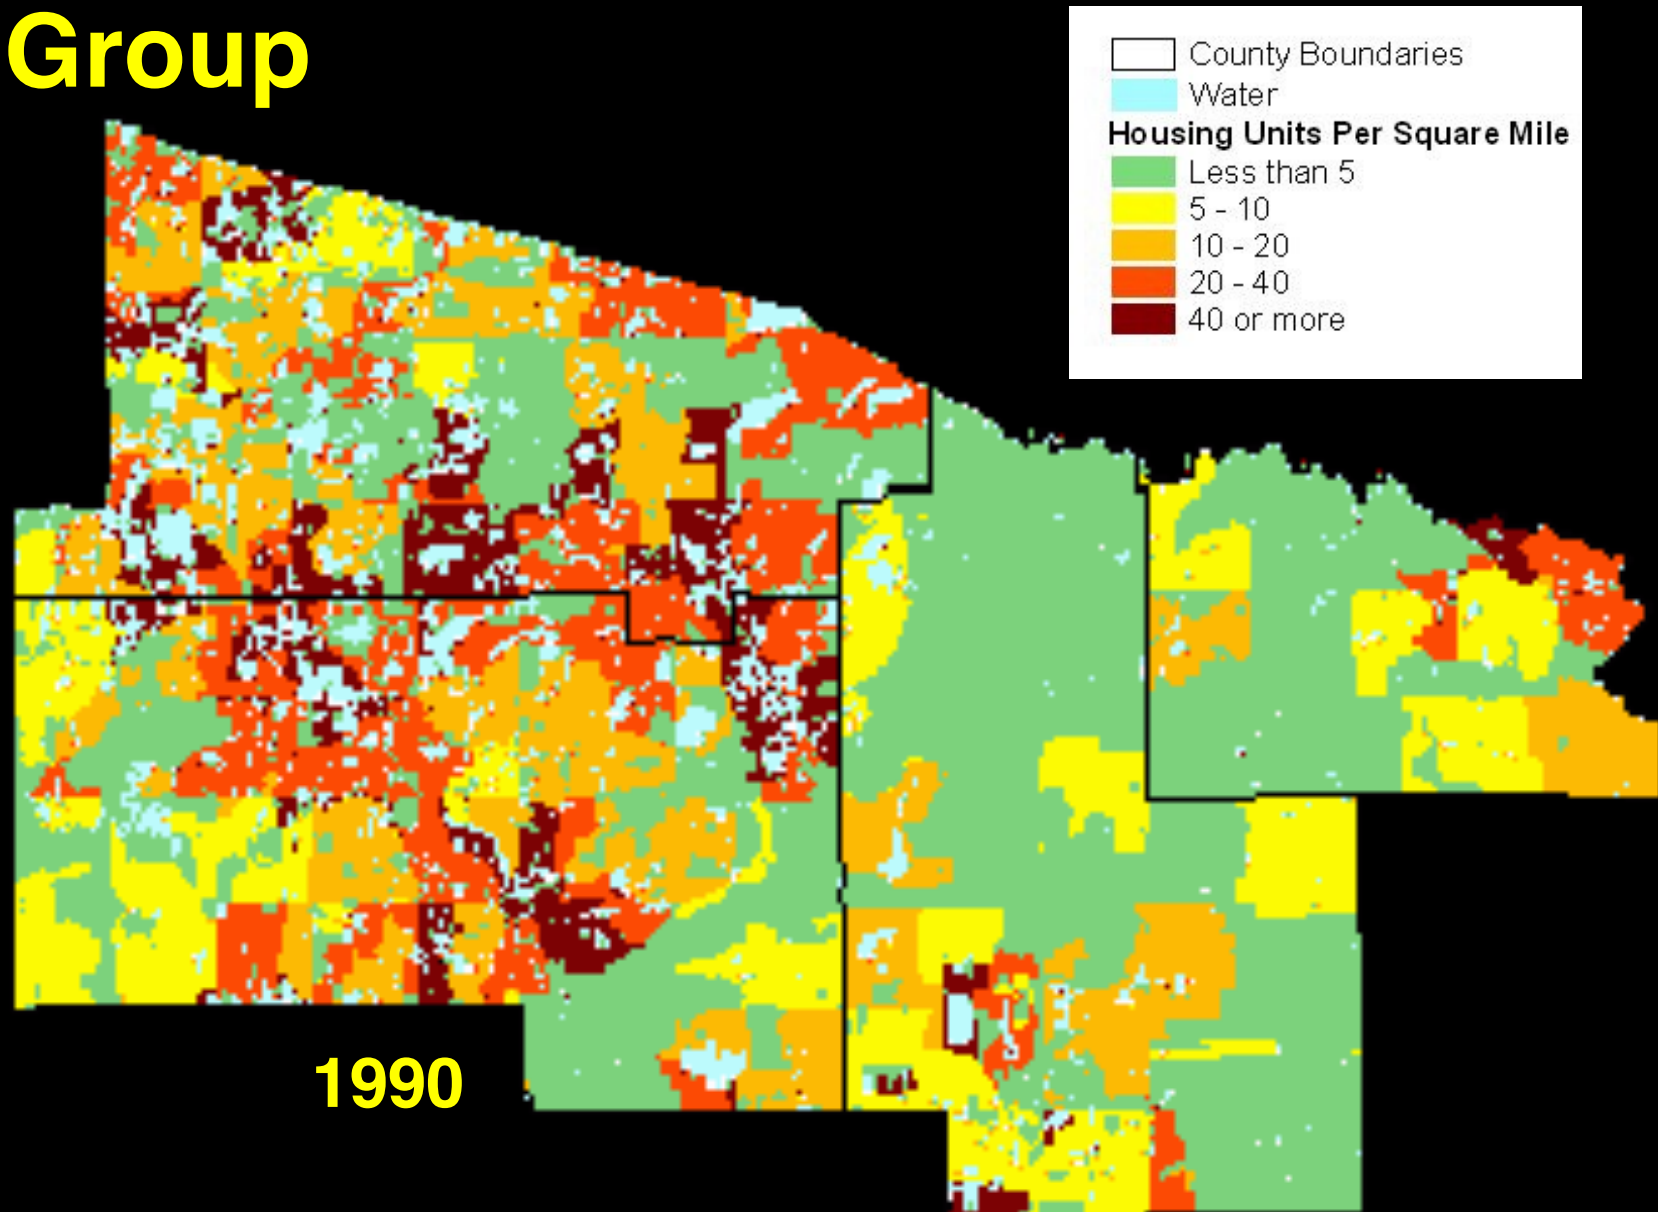 Group
County Boundaries
Water
Housing Units Per Square Mile
Less than 5
5 - 10
10 - 20
20 - 40
40 or more
1990